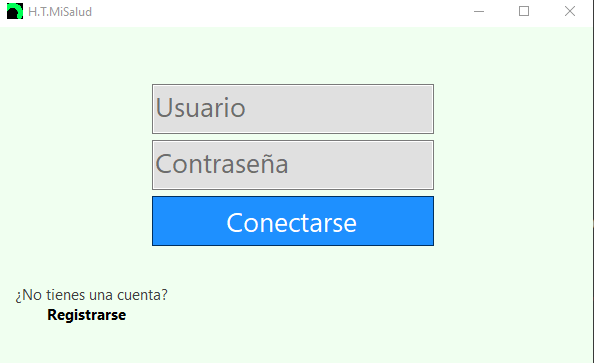 H.T.MiSalud
Usuario
Contraseña
Conectarse
¿No tienes una cuenta?
Registrarse